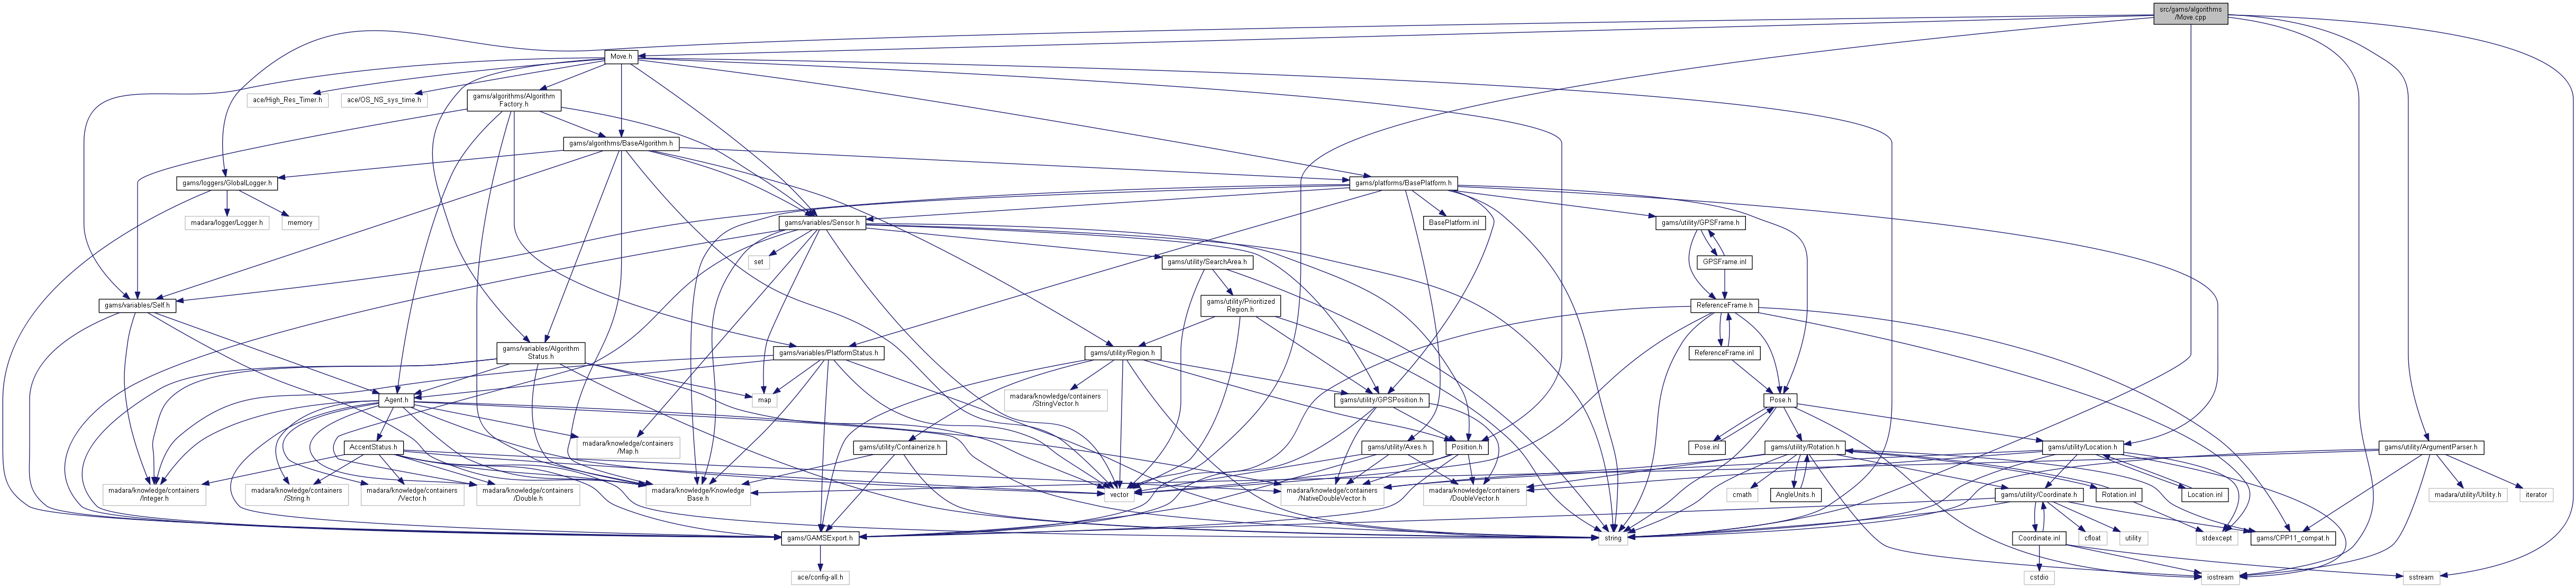 src/gams/algorithms
/Move.cpp
Move.h
ace/High_Res_Timer.h
ace/OS_NS_sys_time.h
gams/algorithms/Algorithm
Factory.h
gams/algorithms/BaseAlgorithm.h
gams/loggers/GlobalLogger.h
gams/platforms/BasePlatform.h
madara/logger/Logger.h
memory
gams/variables/Sensor.h
BasePlatform.inl
gams/utility/GPSFrame.h
set
gams/utility/SearchArea.h
GPSFrame.inl
gams/variables/Self.h
gams/utility/Prioritized
Region.h
ReferenceFrame.h
gams/variables/Algorithm
Status.h
gams/variables/PlatformStatus.h
gams/utility/Region.h
ReferenceFrame.inl
Agent.h
map
madara/knowledge/containers
/StringVector.h
gams/utility/GPSPosition.h
Pose.h
AccentStatus.h
madara/knowledge/containers
/Map.h
gams/utility/Containerize.h
gams/utility/Axes.h
Position.h
Pose.inl
gams/utility/Rotation.h
gams/utility/Location.h
gams/utility/ArgumentParser.h
madara/knowledge/containers
/Integer.h
madara/knowledge/containers
/String.h
madara/knowledge/containers
/Vector.h
madara/knowledge/containers
/Double.h
madara/knowledge/Knowledge
Base.h
vector
madara/knowledge/containers
/NativeDoubleVector.h
madara/knowledge/containers
/DoubleVector.h
cmath
AngleUnits.h
gams/utility/Coordinate.h
Rotation.inl
Location.inl
madara/utility/Utility.h
iterator
gams/GAMSExport.h
string
Coordinate.inl
cfloat
utility
stdexcept
gams/CPP11_compat.h
ace/config-all.h
cstdio
iostream
sstream